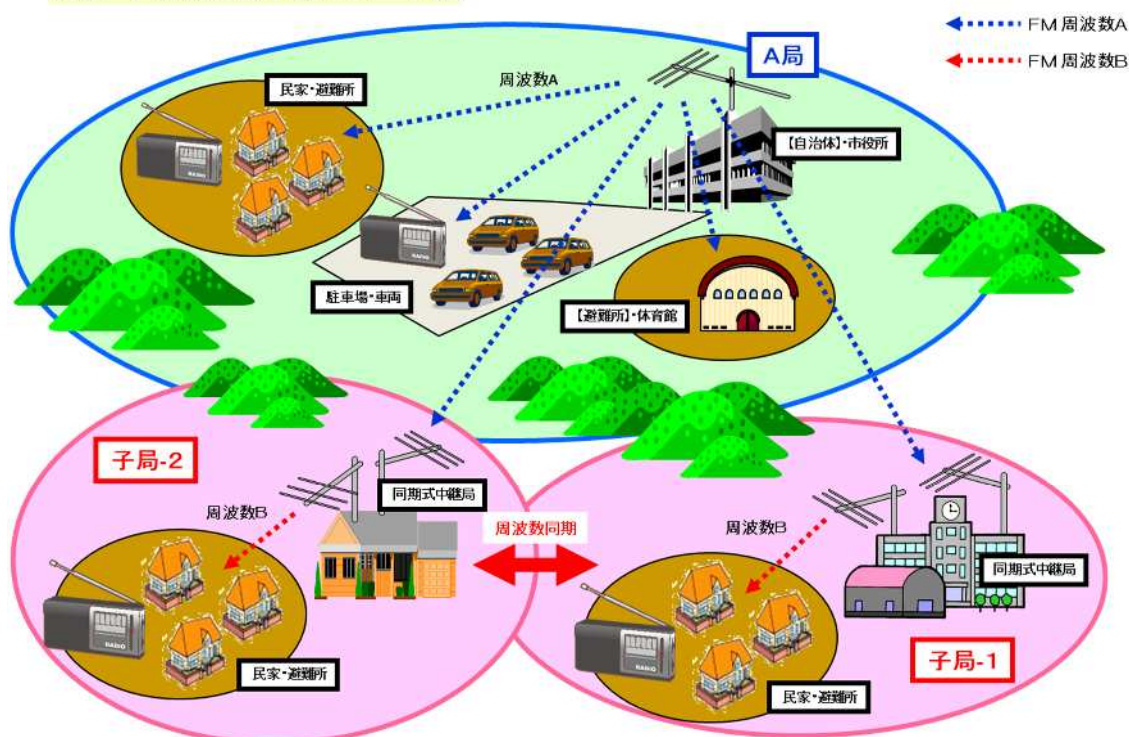 FM周波数A
FM周波数B
A局
周波数A
民家・避難所
【自治体】・市役所
駐車場・車両
【避難所】・体育館
子局-2
同期式中継局
周波数B
周波数同期
周波数B
同期式中継局
民家・避難所
子局-1
民家・避難所
RADIO
RADIO
RADIO
RADIO